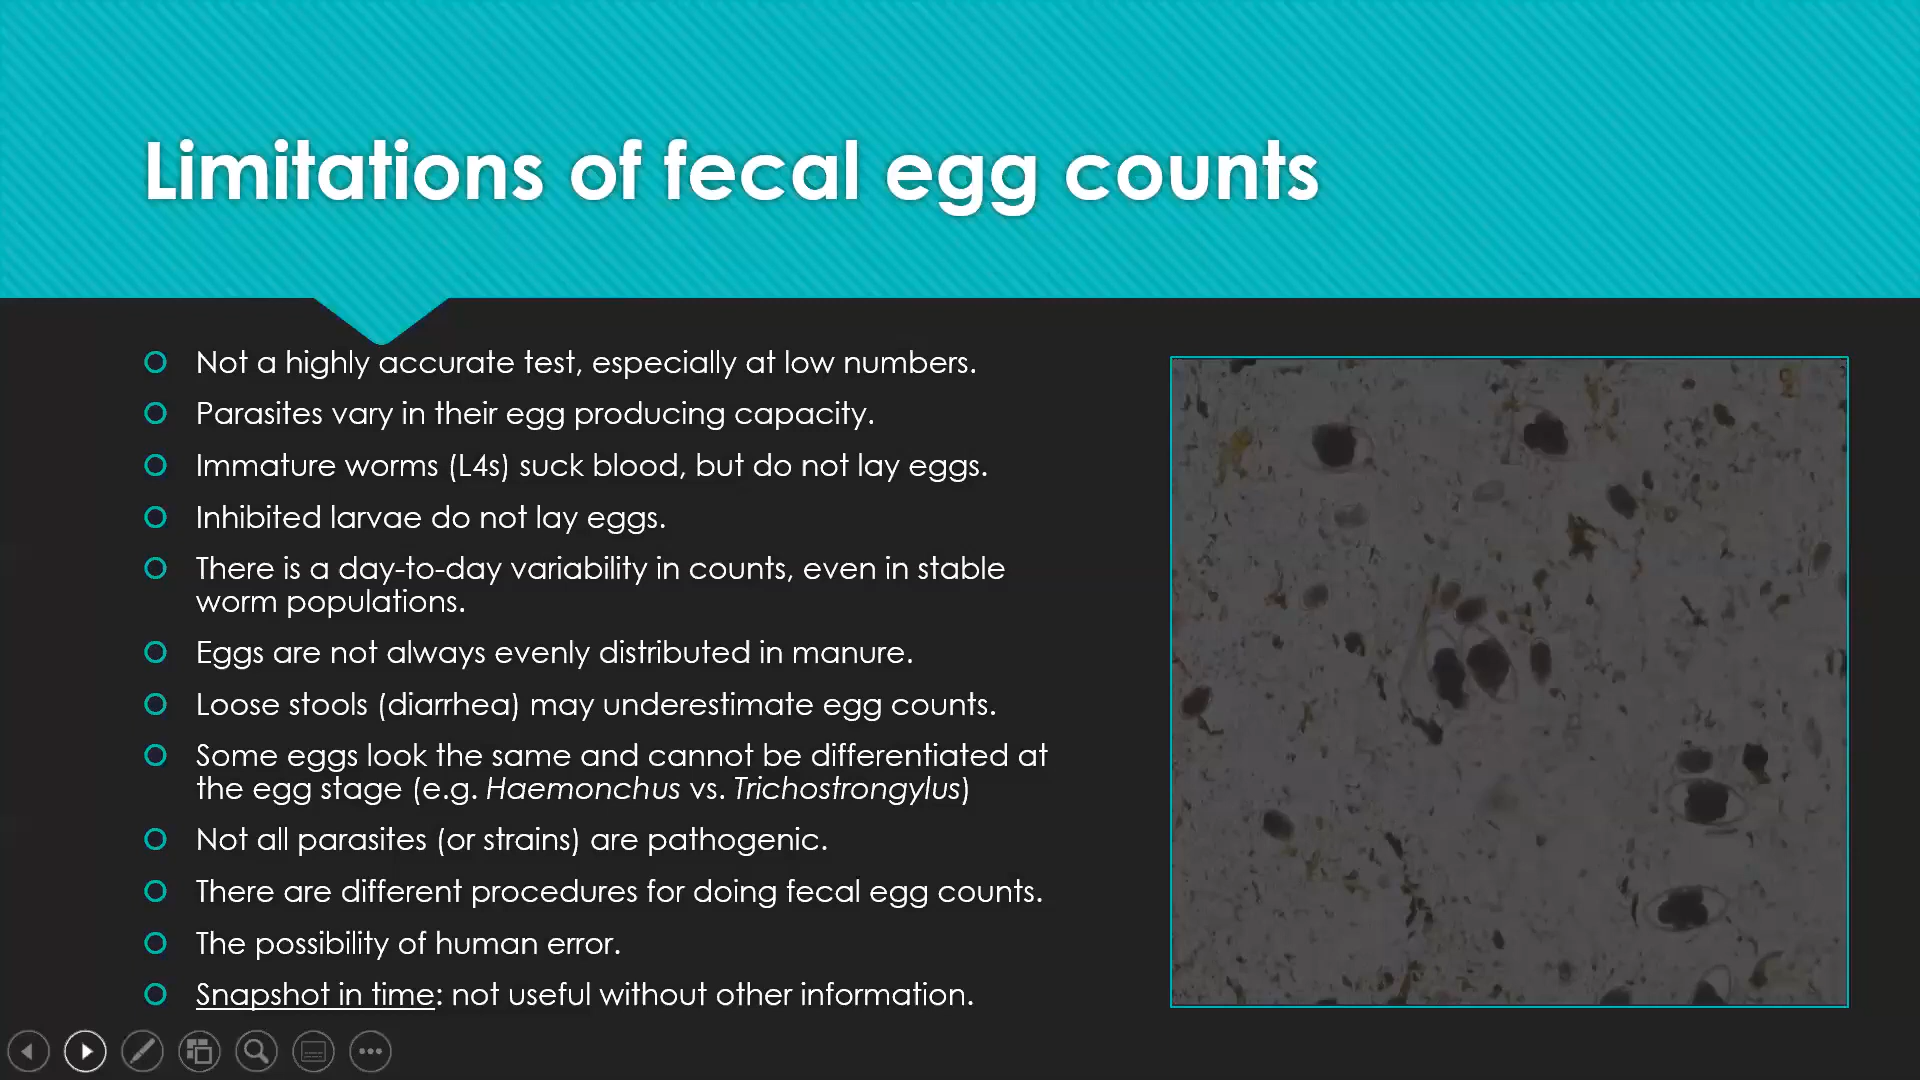 Limitations of fecal egg counts
Not a highly accurate test, especially at low numbers.
Parasites vary in their egg producing capacity.
Immature worms (L4s) suck blood, but do not lay eggs.
Inhibited larvae do not lay eggs.
There is a day-to-day variability in counts, even in stable
worm populations.
Eggs are not always evenly distributed in manure.
Loose stools (diarrhea) may underestimate egg counts.
Some eggs look the same and cannot be differentiated at
the egg stage (e.g. Haemonchus vs. Trichostrongylus)
Not all parasites (or strains) are pathogenic.
There are different procedures for doing fecal egg counts.
The possibility of human error.
Snapshot in time: not useful without other information.